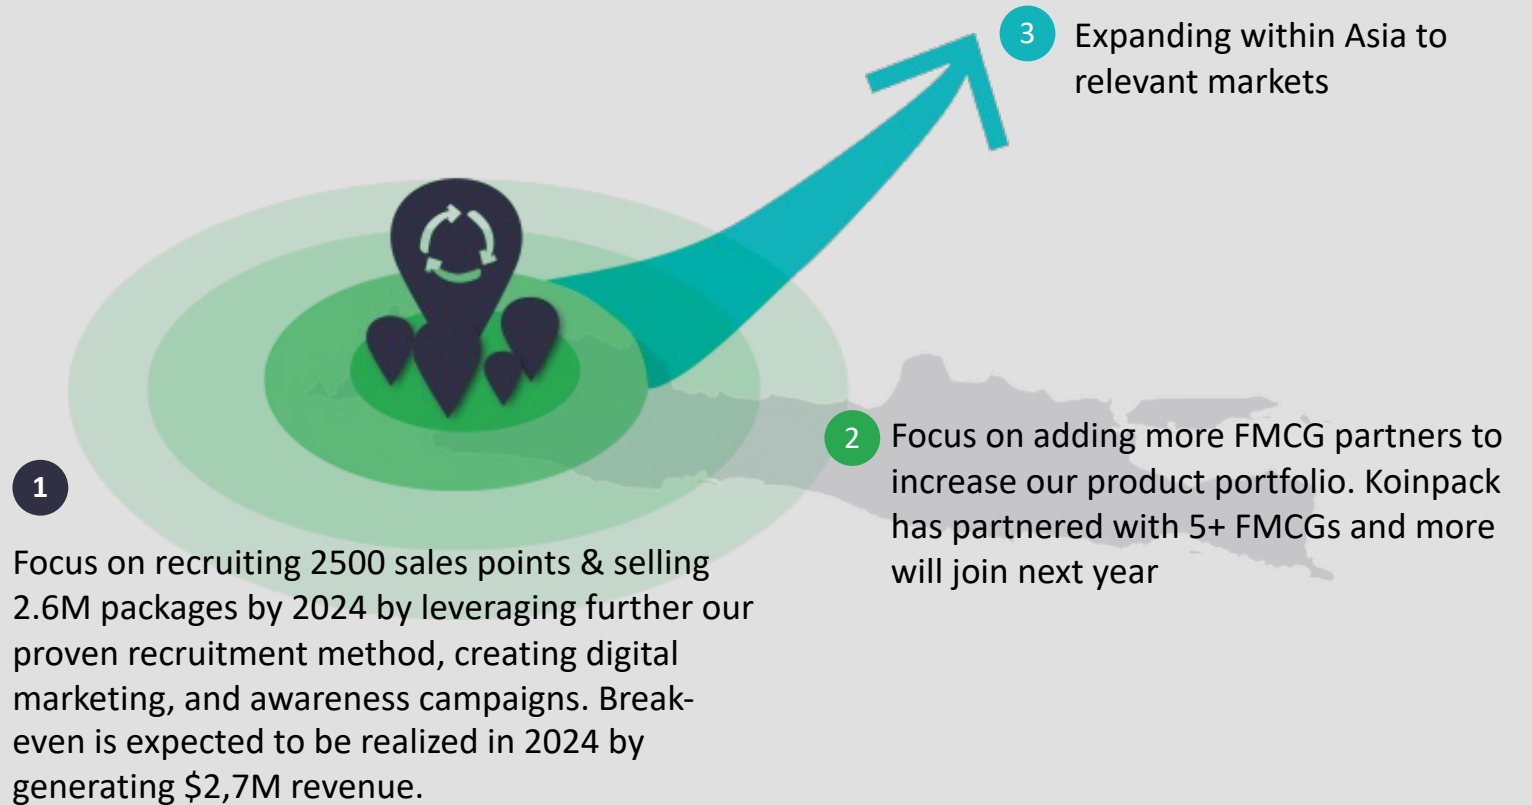 1
Focus on recruiting 2500 sales points & selling
2.6M packages by 2024 by leveraging further our
proven recruitment method, creating digital
marketing, and awareness campaigns. Break-
even is expected to be realized in 2024 by
generating $2,7M revenue.
2
Focus on adding more FMCG partners to
increase our product portfolio. Koinpack
has partnered with 5+ FMCGs and more
will join next year
3
Expanding within Asia to
relevant markets